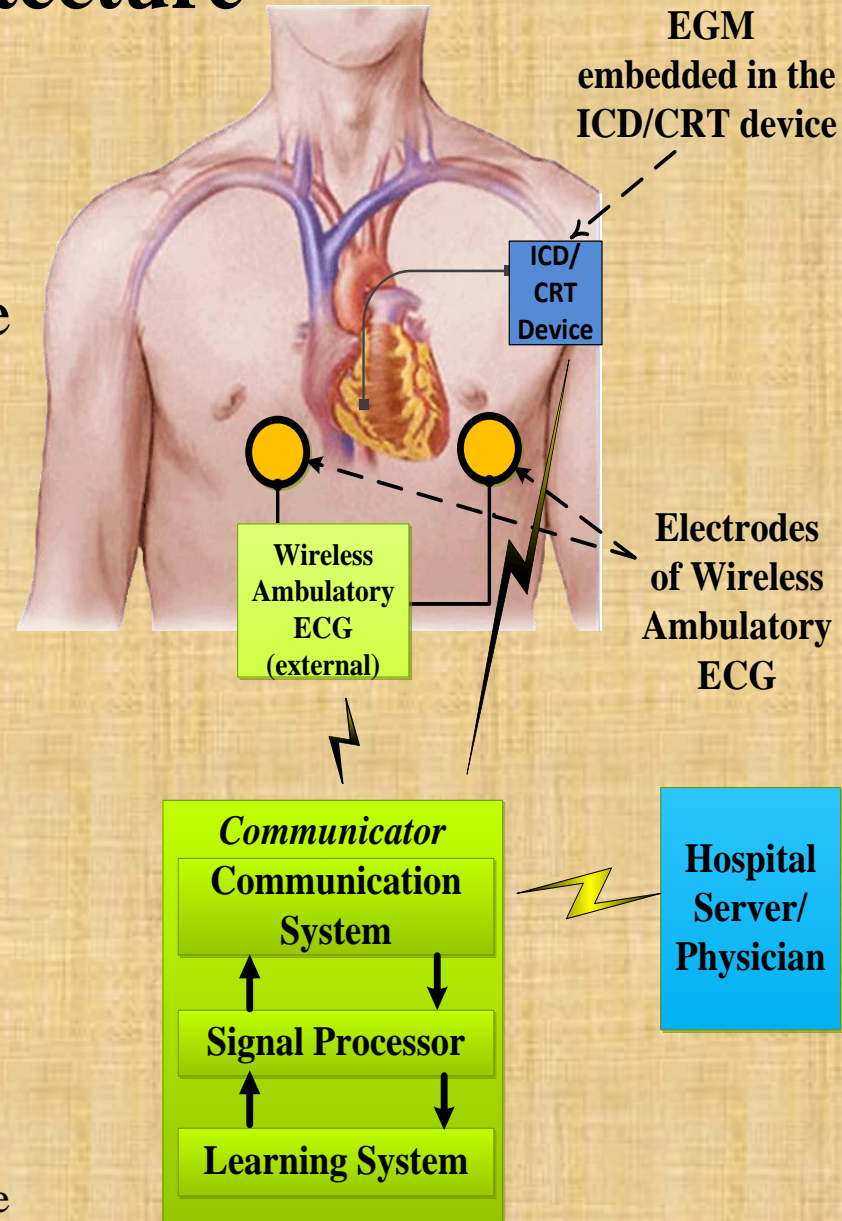 EGM
embedded in the
ICD/CRT device
ICD/
CRT
Device
Wireless
Ambulatory
ECG
(external)
Electrodes
of Wireless
Ambulatory
ECG
Communicator
Communication
System
Signal Processor
Learning System
Hospital
Server/
Physician